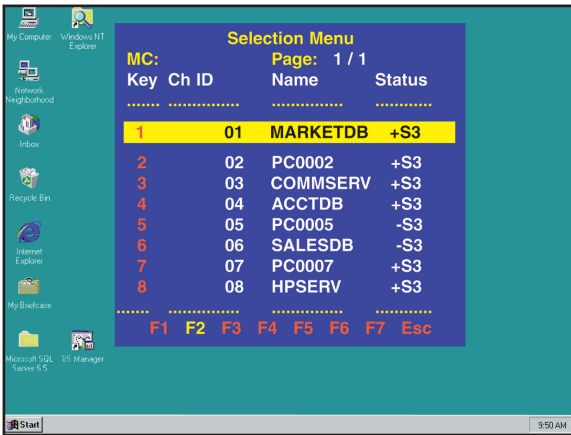 My Computer
Windows NT
Explorer
Network
Neighborhood
Inbox
Recycle Bin
Internet
Explorer
My Briefcase
Microsoft SQL
Server 6.5
IIS Manager
Selection Menu
MC: Page: 1 / 1
Key Ch ID Name Status
1 01 MARKETDB +S3
2 02 PC0002 +S3
3 03 COMMSERV +S3
4 04 ACCTDB +S3
5 05 PC0005 -S3
6 06 SALESDB -S3
7 07 PC0007 +S3
8 08 HPSERV +S3
F1 F2 F3 F4 F5 F6 F7 Esc
Start
9:50 AM